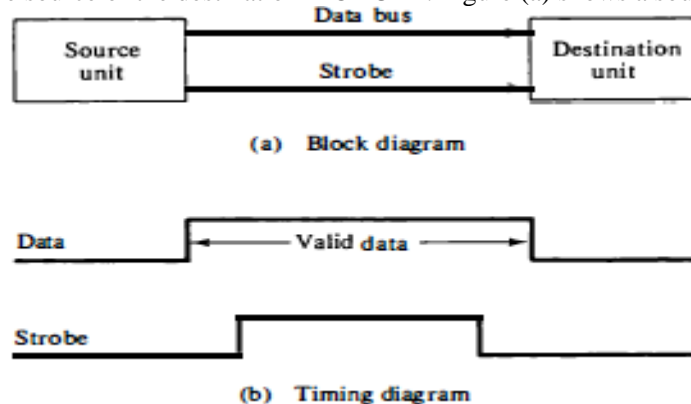 Data bus
Source
unit
Destination
unit
Strobe
(a) Block diagram
Data
Valid data
Strobe
(b) Timing diagram